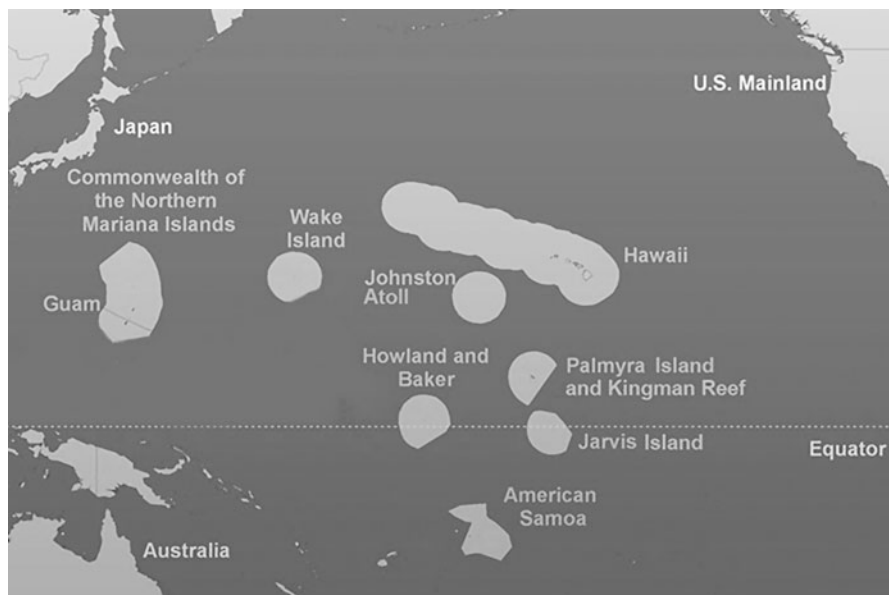 U.S. Mainland
Japan
Commonwealth of
the Northern
Mariana Islands
Wake
Island
Hawaii
Johnston
Atoll
Guam
Howland and
Baker
Palmyra Island
and Kingman Reef
Jarvis Island
Equator
American
Samoa
Australia